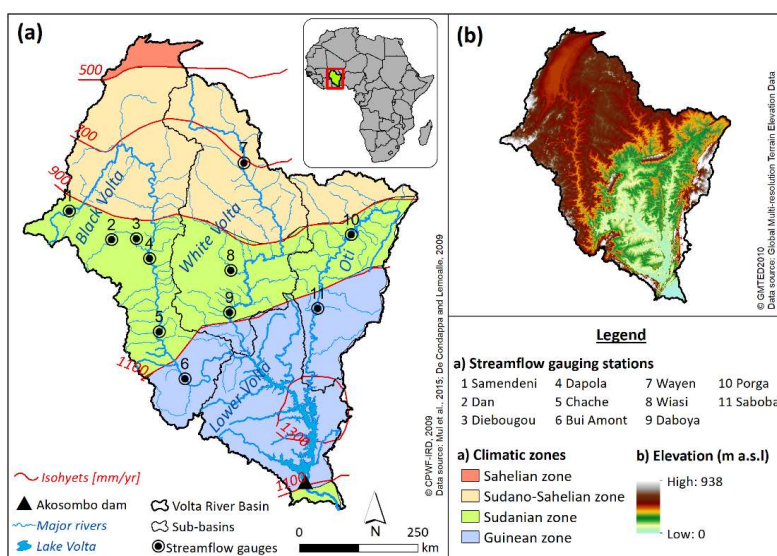 (a)
500
700
900
7
1
2
3
4
Black Volta
White Volta
10
Oti
8
9
11
5
1100
6
Lower Volta
1300
1100
Isohyets [mm/yr]
Akosombo dam
Major rivers
Lake Volta
Volta River Basin
Sub-basins
Streamflow gauges
N
0 250
km
© CPWF-IRD, 2009
Data source: Mul et al., 2015; De Condappa and Lemoalle, 2009
(b)
© GMTED2010
Data source: Global Multi-resolution Terrain Elevation Data
Legend
a) Streamflow gauging stations
1 Samendeni 4 Dapola 7 Wayen 10 Porga
2 Dan 5 Chache 8 Wiasi 11 Saboba
3 Diebougou 6 Bui Amont 9 Daboya
a) Climatic zones
Sahelian zone
Sudano-Sahelian zone
Sudanian zone
Guinean zone
b) Elevation (m a.s.l)
High: 938
Low: 0